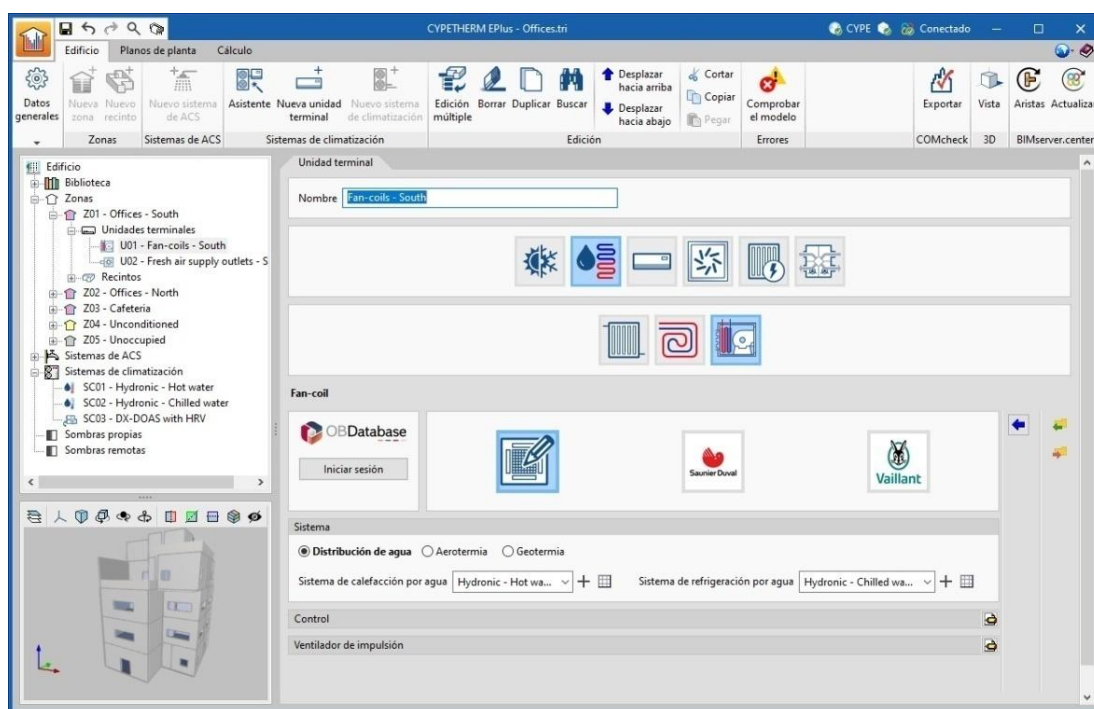 CYPETHERM EPlus - Offices.tri
CYPE
Conectado
Edificio
Planos de planta
Cálculo
Datos generales
Nueva zona
Nuevo recinto
Nuevo sistema de ACS
Asistente
Nueva unidad terminal
Nuevo sistema de climatización
Edición múltiple
Borrar
Duplicar
Buscar
Desplazar hacia arriba
Desplazar hacia abajo
Cortar
Copiar
Pegar
Comprobar el modelo
Exportar
Vista
Aristas
Actualiza
Zonas
Sistemas de ACS
Sistemas de climatización
Edición
Errores
COMcheck
3D
BIMserver.center
Edificio
Biblioteca
Zonas
Z01 - Offices - South
Unidades terminales
U01 - Fan-coils - South
U02 - Fresh air supply outlets - S
Recintos
Z02 - Offices - North
Z03 - Cafeteria
Z04 - Unconditioned
Z05 - Unoccupied
Sistemas de ACS
Sistemas de climatización
SC01 - Hydronic - Hot water
SC02 - Hydronic - Chilled water
SC03 - DX-DOAS with HRV
Sombras propias
Sombras remotas
Unidad terminal
Nombre Fan-coils - South
Fan-coil
OBDatabase
Iniciar sesión
Saunier Duval
Vaillant
Sistema
Distribución de agua
Aerotermia
Geotermia
Sistema de calefacción por agua Hydronic - Hot wa...
Sistema de refrigeración por agua Hydronic - Chilled wa...
Control
Ventilador de impulsión